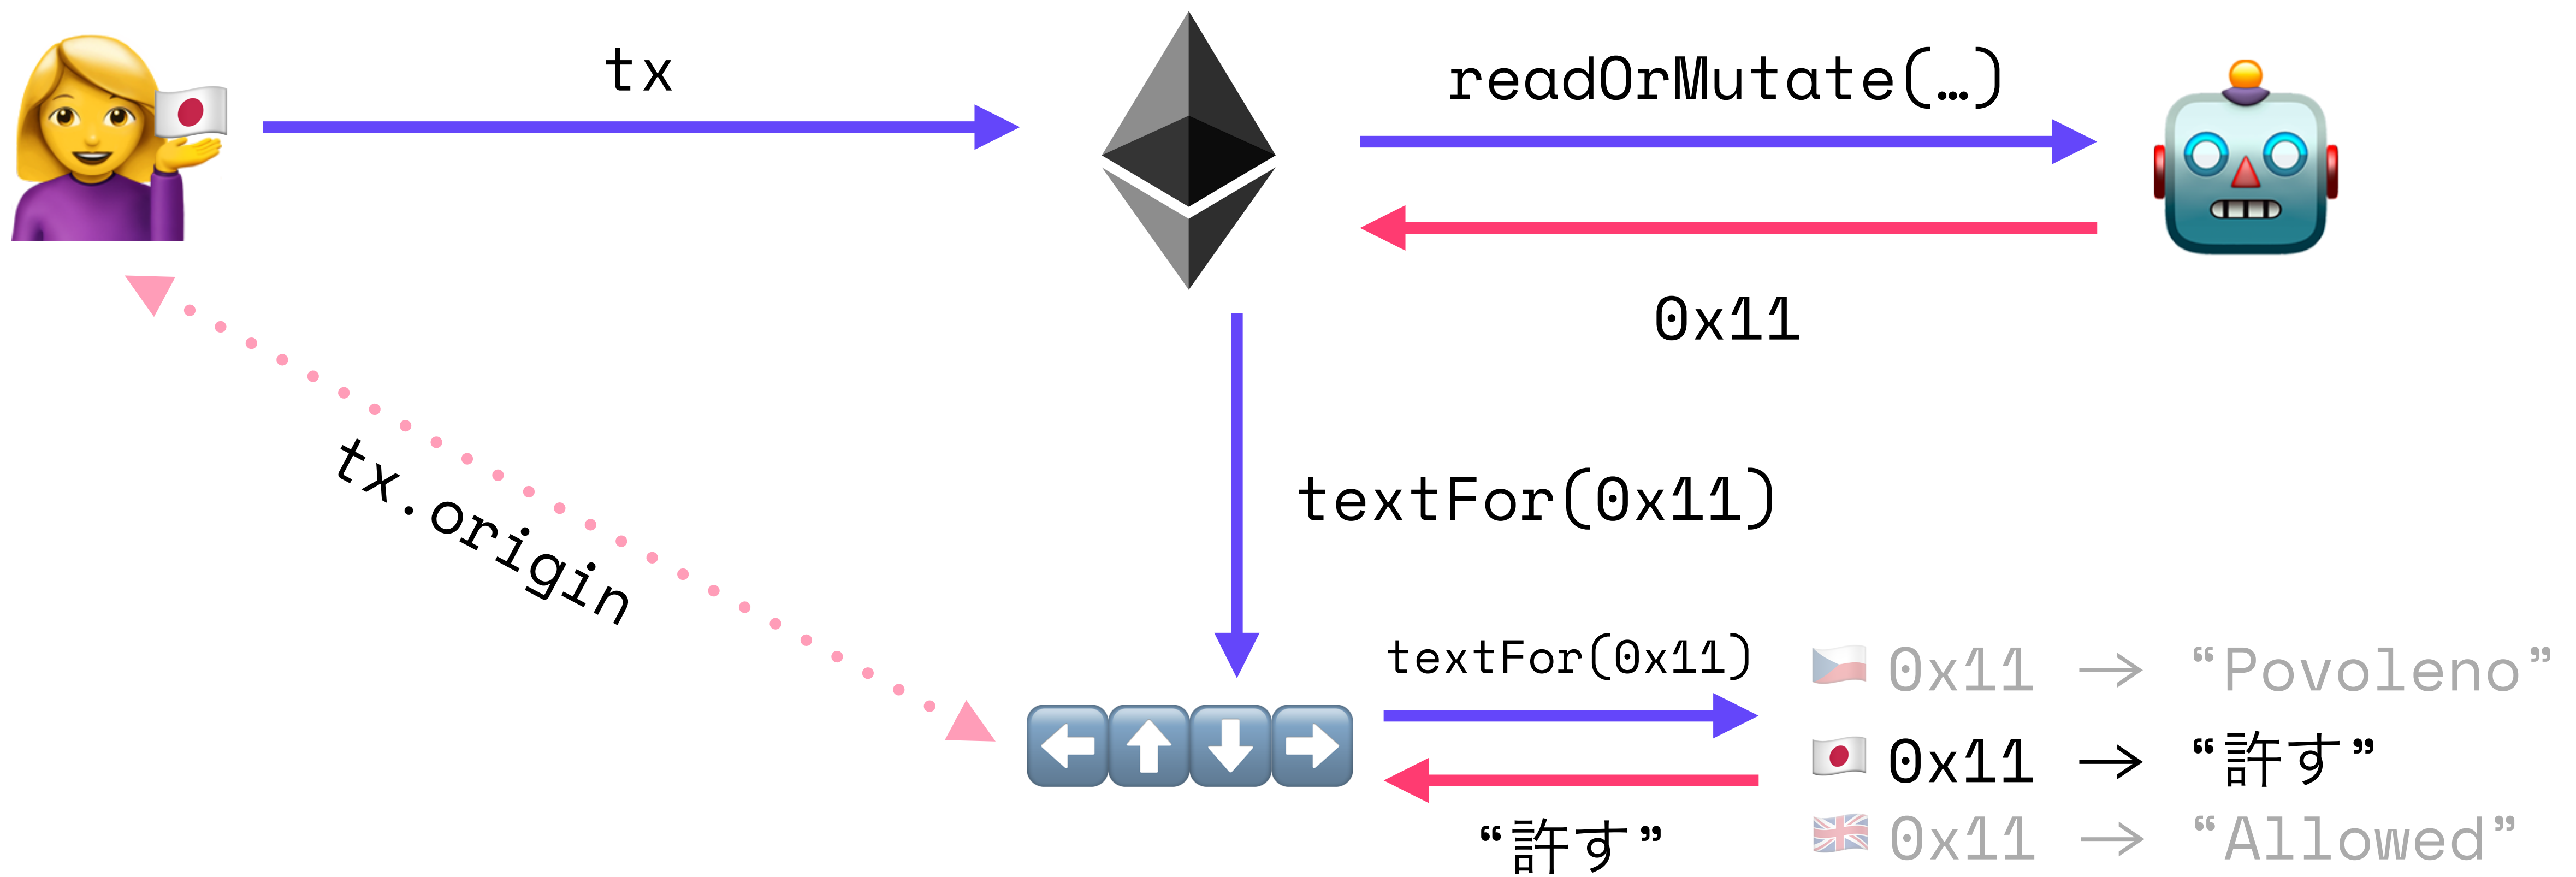 tx
readOrMutate(…)
0x11
tx.origin
textFor(0x11)
textFor(0x11)
“許す”
0x11 → “Povoleno”
0x11 → “許す”
0x11 → “Allowed”